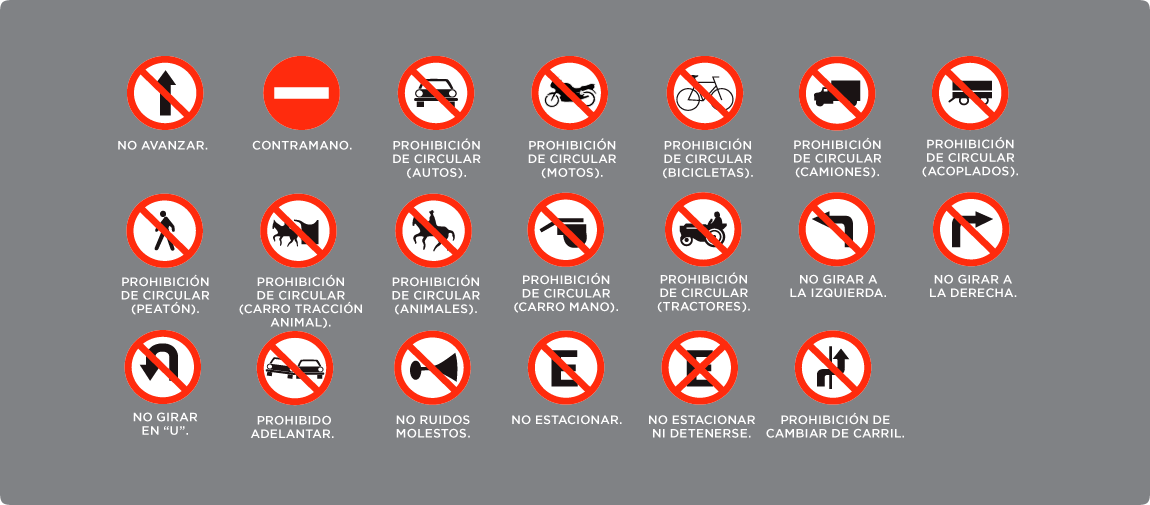 NO AVANZAR.
CONTRAMANO.
PROHIBICIÓN
DE CIRCULAR
(AUTOS).
PROHIBICIÓN
DE CIRCULAR
(MOTOS).
PROHIBICIÓN
DE CIRCULAR
(BICICLETAS).
PROHIBICIÓN
DE CIRCULAR
(CAMIONES).
PROHIBICIÓN
DE CIRCULAR
(ACOPLADOS).
PROHIBICIÓN
DE CIRCULAR
(PEATÓN).
PROHIBICIÓN
DE CIRCULAR
(CARRO TRACCIÓN
ANIMAL).
PROHIBICIÓN
DE CIRCULAR
(ANIMALES).
PROHIBICIÓN
DE CIRCULAR
(CARRO MANO).
PROHIBICIÓN
DE CIRCULAR
(TRACTORES).
NO GIRAR A
LA IZQUIERDA.
NO GIRAR A
LA DERECHA.
NO GIRAR
EN “U”.
PROHIBIDO
ADELANTAR.
NO RUIDOS
MOLESTOS.
E
NO ESTACIONAR.
E
NO ESTACIONAR
NI DETENERSE.
PROHIBICIÓN DE
CAMBIAR DE CARRIL.